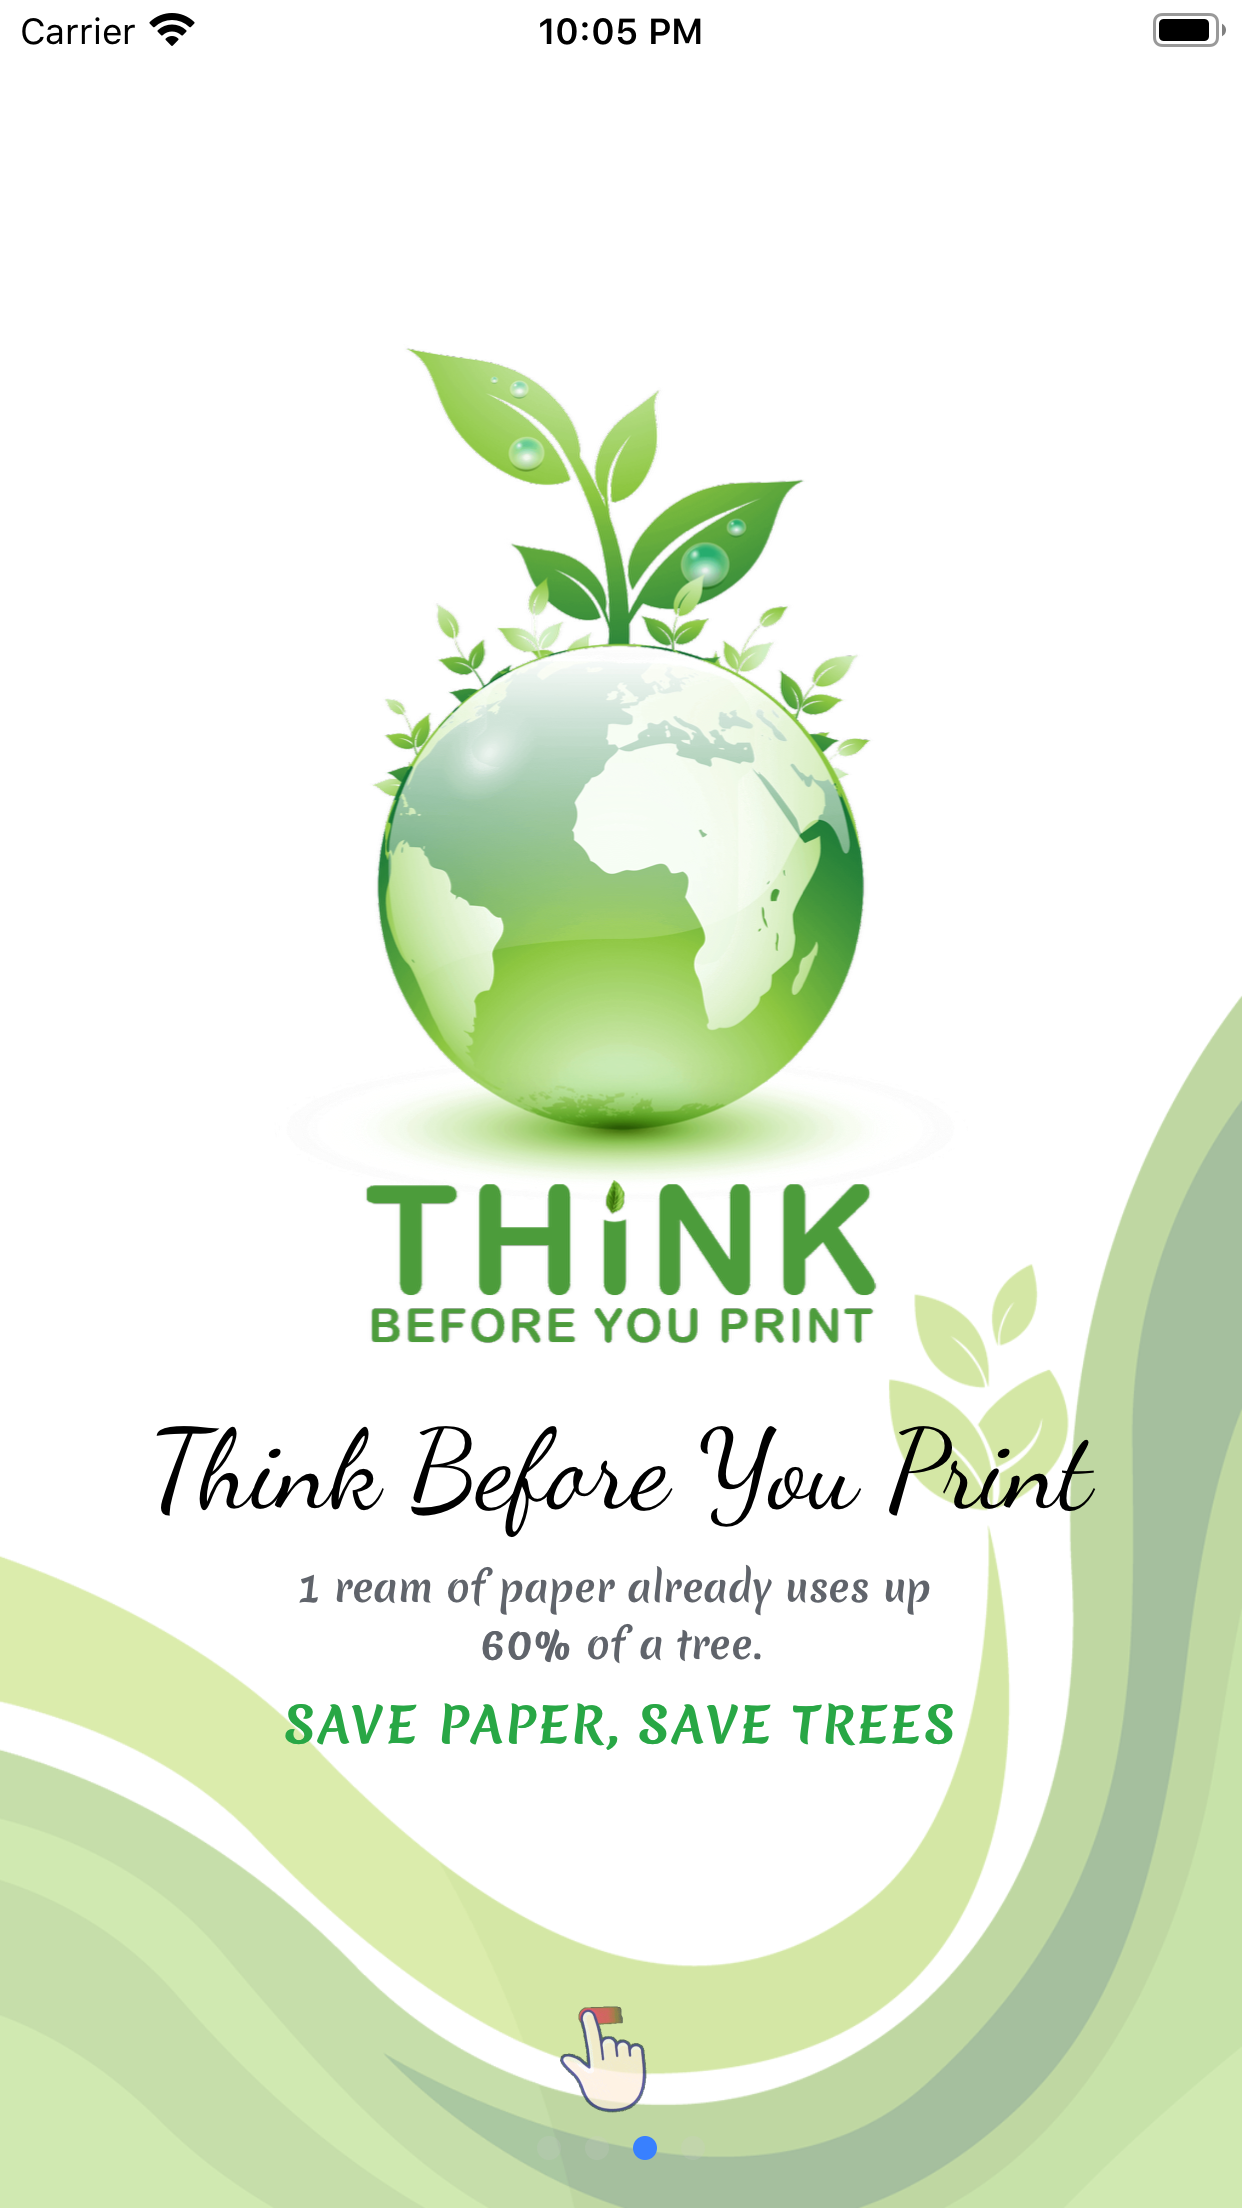 Carrier 10:05 PM
THiNK
BEFORE YOU PRINT
Think Before You Print
1 ream of paper already uses up
60% of a tree.
SAVE PAPER, SAVE TREES